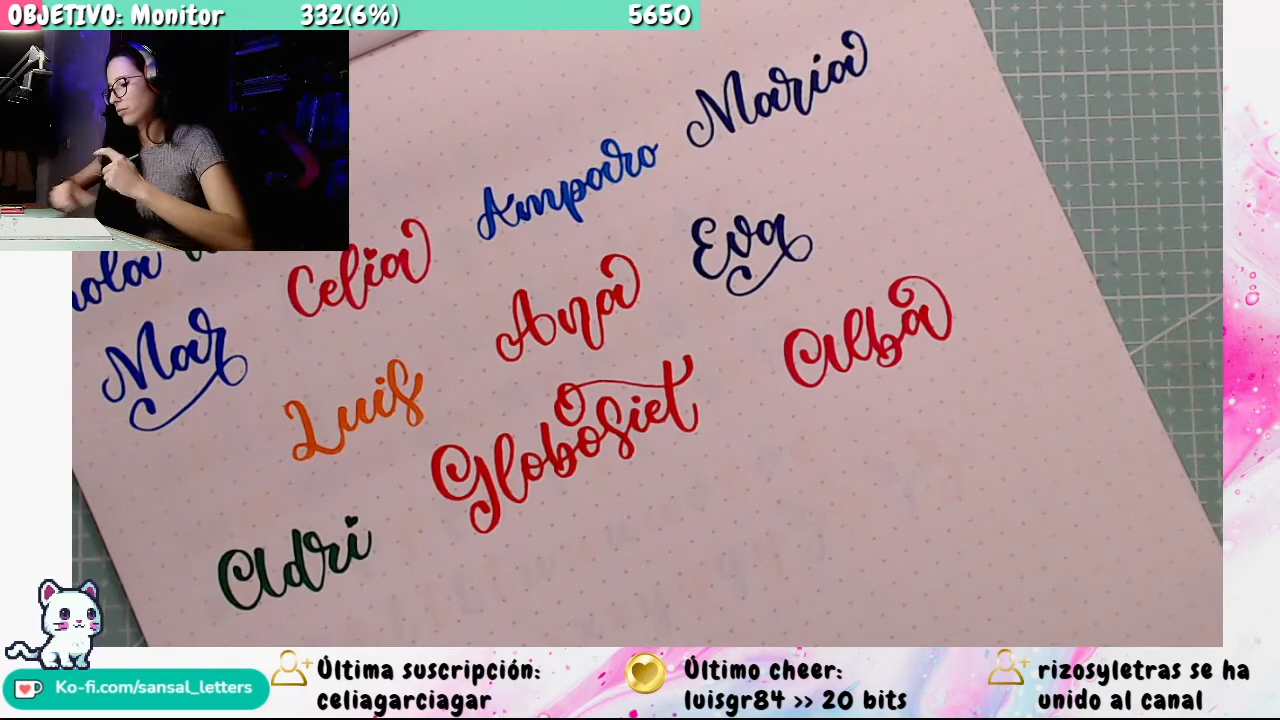 OBJETIVO: Monitor 332(6%) 5650
Maria
Amparo
Celia
Eva
Ana
Mar
Alba
Luis
Globosiet
Adri
Ko-fi.com/sansal_letters
Última suscripción:
celiagarciagar
Último cheer:
luisgr84 >> 20 bits
rizosyletras se ha
unido al canal